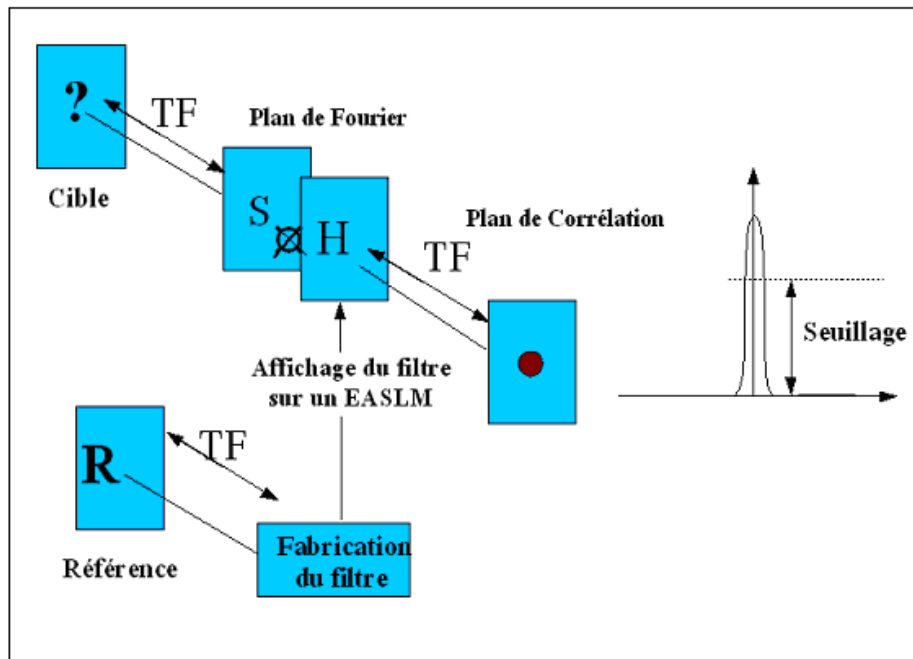 ?
TF
Plan de Fourier
Cible
S
H
Plan de Corrélation
TF
Seuillage
Affichage du filtre
sur un EASLM
R
TF
Référence
Fabrication
du filtre